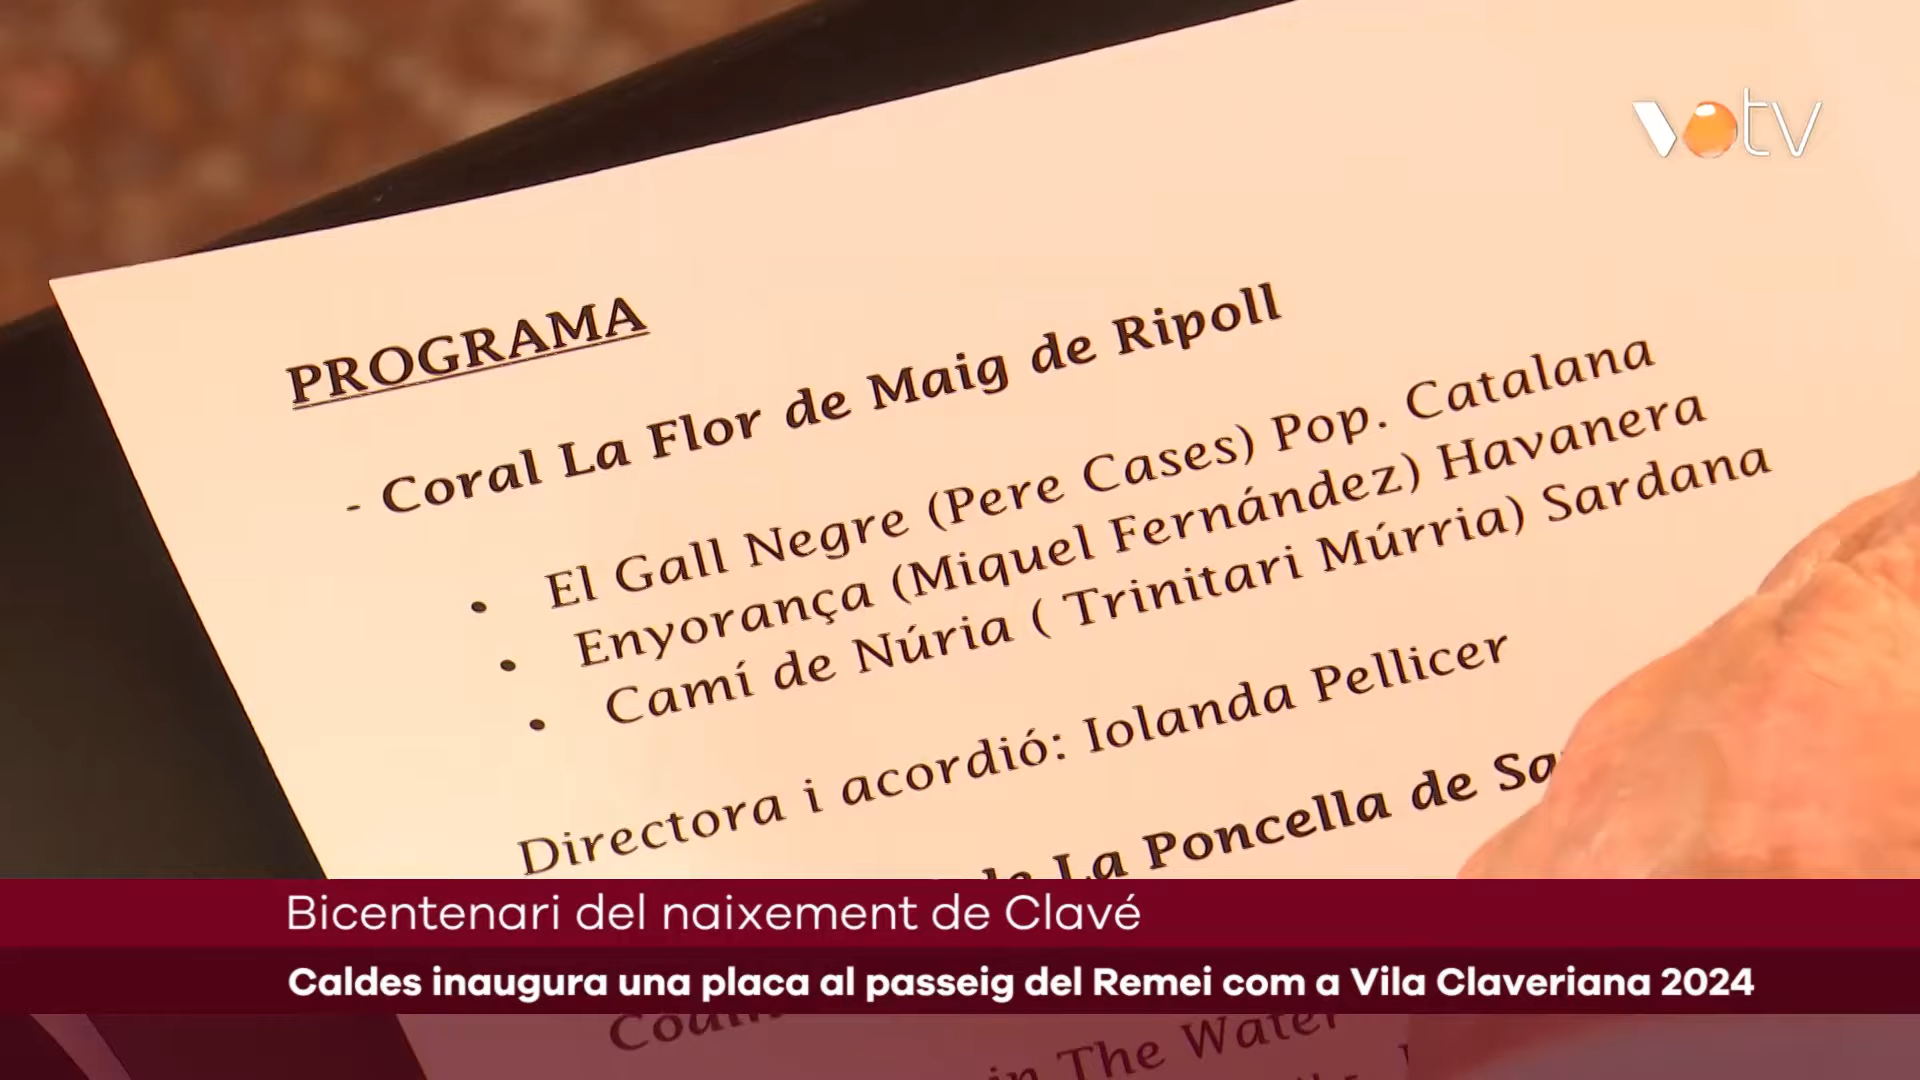 votv
PROGRAMA
- Coral La Flor de Maig de Ripoll
• El Gall Negre (Pere Cases) Pop. Catalana
• Enyorança (Miquel Fernández) Havanera
• Camí de Núria ( Trinitari Múrria) Sardana
Directora i acordió: Iolanda Pellicer
de La Poncella de
Bicentenari del naixement de Clavé
Caldes inaugura una placa al passeig del Remei com a Vila Claveriana 2024
in The Water